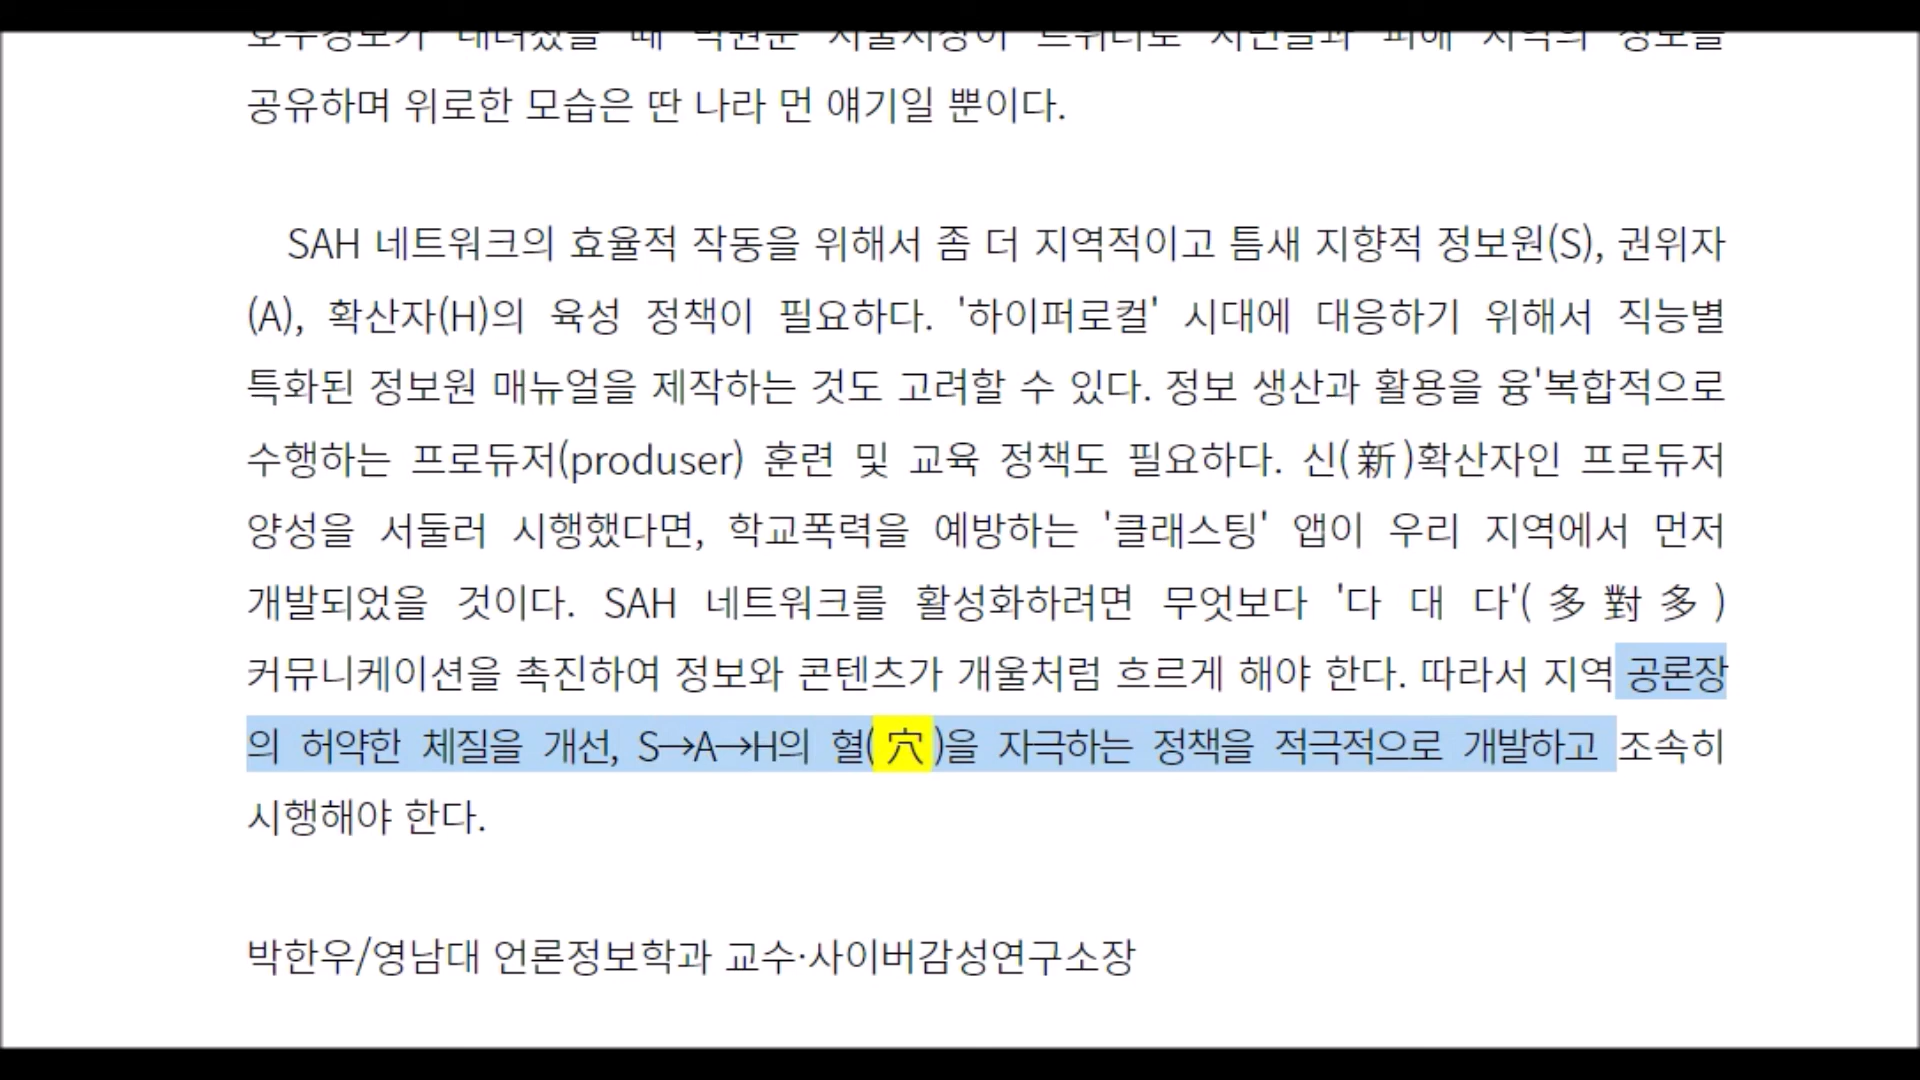 공유하며 위로한 모습은 딴 나라 먼 얘기일 뿐이다.
SAH 네트워크의 효율적 작동을 위해서 좀 더 지역적이고 틈새 지향적 정보원(S), 권위자
(A), 확산자(H)의 육성 정책이 필요하다. '하이퍼로컬' 시대에 대응하기 위해서 직능별
특화된 정보원 매뉴얼을 제작하는 것도 고려할 수 있다. 정보 생산과 활용을 융'복합적으로
수행하는 프로듀저(produser) 훈련 및 교육 정책도 필요하다. 신(新)확산자인 프로듀저
양성을 서둘러 시행했다면, 학교폭력을 예방하는 '클래스팅' 앱이 우리 지역에서 먼저
개발되었을 것이다. SAH 네트워크를 활성화하려면 무엇보다 '다 대 다'(多對多)
커뮤니케이션을 촉진하여 정보와 콘텐츠가 개울처럼 흐르게 해야 한다. 따라서 지역 공론장
의 허약한 체질을 개선, S→A→H의 혈(穴)을 자극하는 정책을 적극적으로 개발하고 조속히
시행해야 한다.
박한우/영남대 언론정보학과 교수·사이버감성연구소장